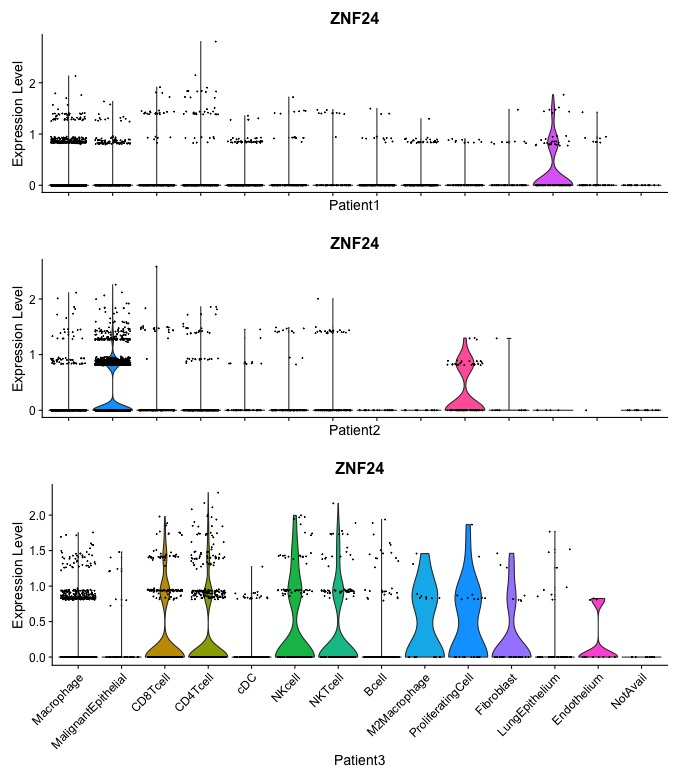 ZNF24
Expression Level
2
1
0
Patient1
ZNF24
Expression Level
2
1
0
Patient2
ZNF24
Expression Level
2.0
1.5
1.0
0.5
0.0
Macrophage
MalignantEpithelial
CD8Tcell
CD4Tcell
cDC
NKcell
NKTcell
Bcell
M2Macrophage
ProliferatingCell
Fibroblast
LungEpithelium
Endothelium
NotAvail
Patient3